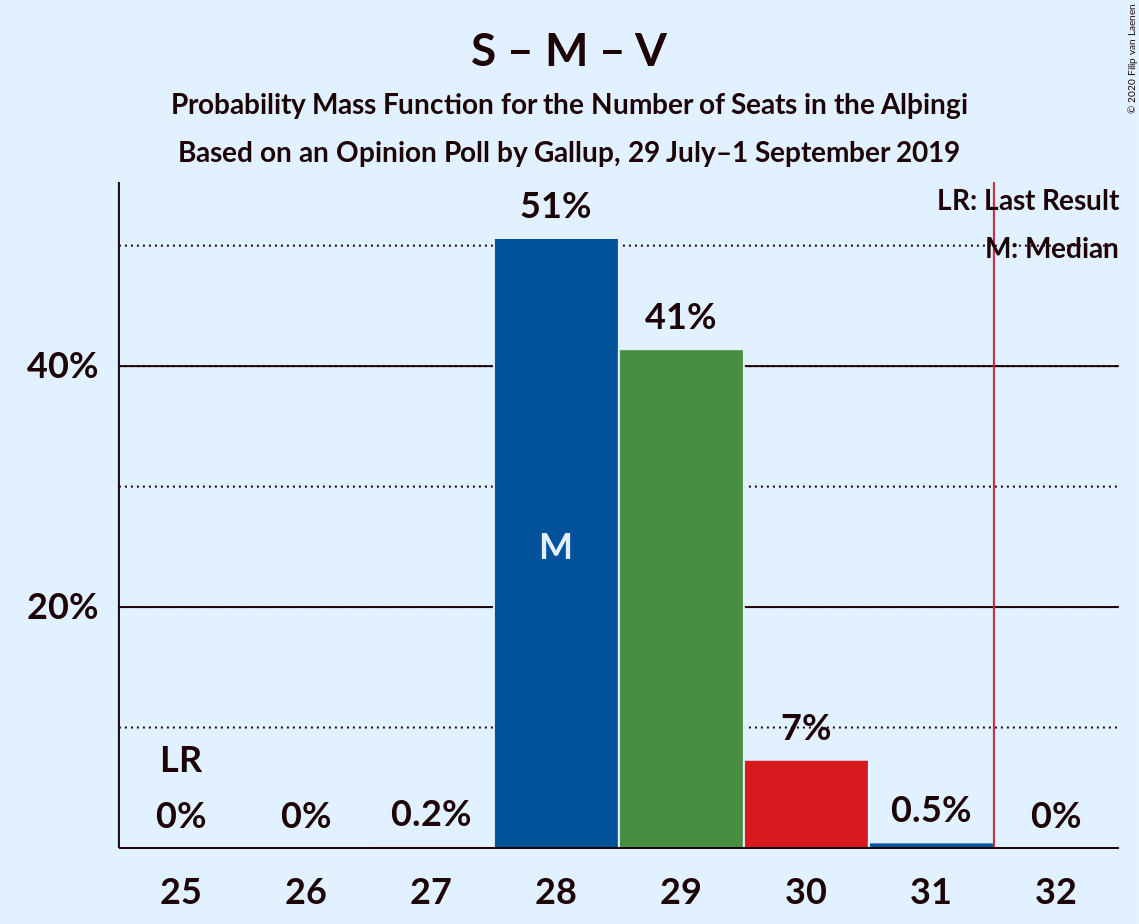 S – M – V
Probability Mass Function for the Number of Seats in the Alþingi
Based on an Opinion Poll by Gallup, 29 July–1 September 2019
© 2020 Filip van Laenen
LR: Last Result
M: Median
51%
41%
40%
M
20%
7%
LR
0%
0%
0.2%
0.5%
0%
25
26
27
28
29
30
31
32